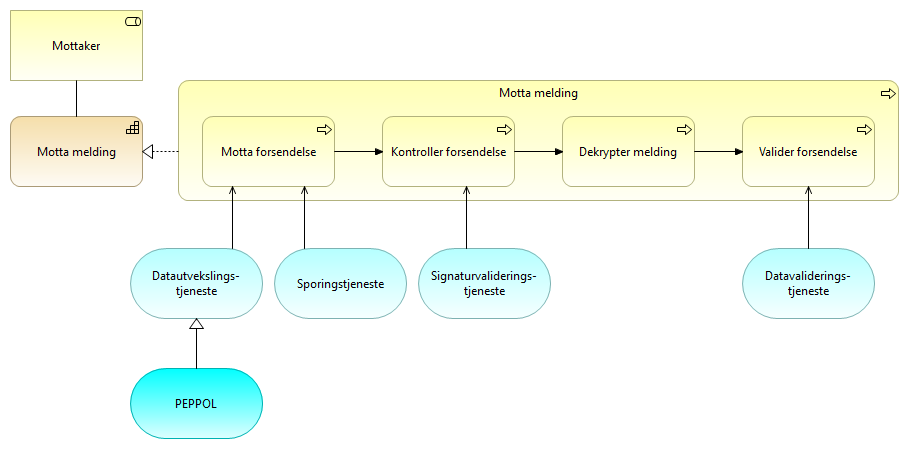 Mottaker
Motta melding
Motta melding
Motta forsendelse
Kontroller forsendelse
Dekrypter melding
Valider forsendelse
Datautvekslings-
tjeneste
Sporingstjeneste
Signaturvaliderings-
tjeneste
Datavaliderings-
tjeneste
PEPPOL